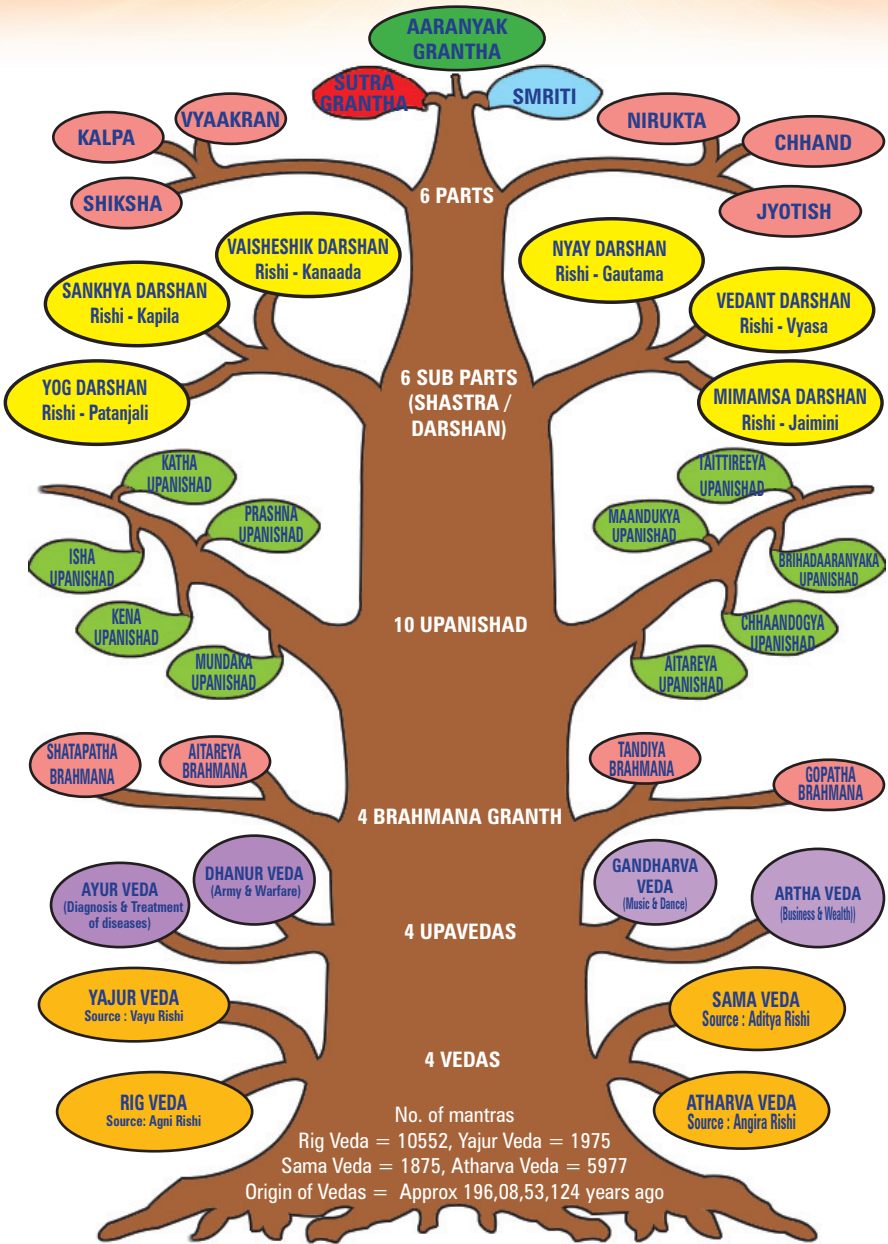 AARANYAK
GRANTHA
SUTRA
GRANTHA
SMRITI
KALPA
VYAAKRAN
NIRUKTA
CHHAND
SHIKSHA
6 PARTS
JYOTISH
VAISHESHIK DARSHAN
Rishi - Kanaada
NYAY DARSHAN
Rishi - Gautama
SANKHYA DARSHAN
Rishi - Kapila
VEDANT DARSHAN
Rishi - Vyasa
YOG DARSHAN
Rishi - Patanjali
6 SUB PARTS
(SHASTRA /
DARSHAN)
MIMAMSA DARSHAN
Rishi - Jaimini
KATHA
UPANISHAD
TAITTIREEYA
UPANISHAD
PRASHNA
UPANISHAD
MAANDUKYA
UPANISHAD
ISHA
UPANISHAD
BRIHADAARANYAKA
UPANISHAD
KENA
UPANISHAD
10 UPANISHAD
CHHAANDOGYA
UPANISHAD
MUNDAKA
UPANISHAD
AITAREYA
UPANISHAD
SHATAPATHA
BRAHMANA
AITAREYA
BRAHMANA
TANDIYA
BRAHMANA
GOPATHA
BRAHMANA
4 BRAHMANA GRANTH
AYUR VEDA
(Diagnosis & Treatment
of diseases)
DHANUR VEDA
(Army & Warfare)
GANDHARVA
VEDA
(Music & Dance)
ARTHA VEDA
(Business & Wealth))
4 UPAVEDAS
YAJUR VEDA
Source : Vayu Rishi
SAMA VEDA
Source : Aditya Rishi
4 VEDAS
RIG VEDA
Source: Agni Rishi
ATHARVA VEDA
Source : Angira Rishi
No. of mantras
Rig Veda = 10552, Yajur Veda = 1975
Sama Veda = 1875, Atharva Veda = 5977
Origin of Vedas = Approx 196,08,53,124 years ago